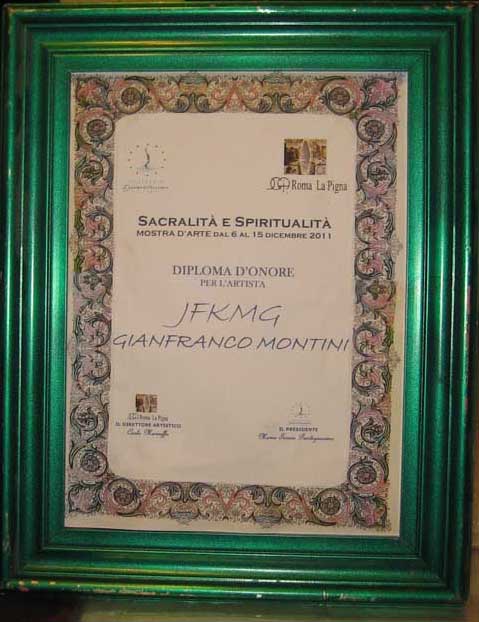 Roma La Pigna
SACRALITÀ E SPIRITUALITÀ
MOSTRA D'ARTE DAL 6 AL 15 DICEMBRE 2011
DIPLOMA D'ONORE
PER L'ARTISTA
JFKMG
GIANFRANCO MONTINI
Roma La Pigna
IL DIRETTORE ARTISTICO
IL PRESIDENTE